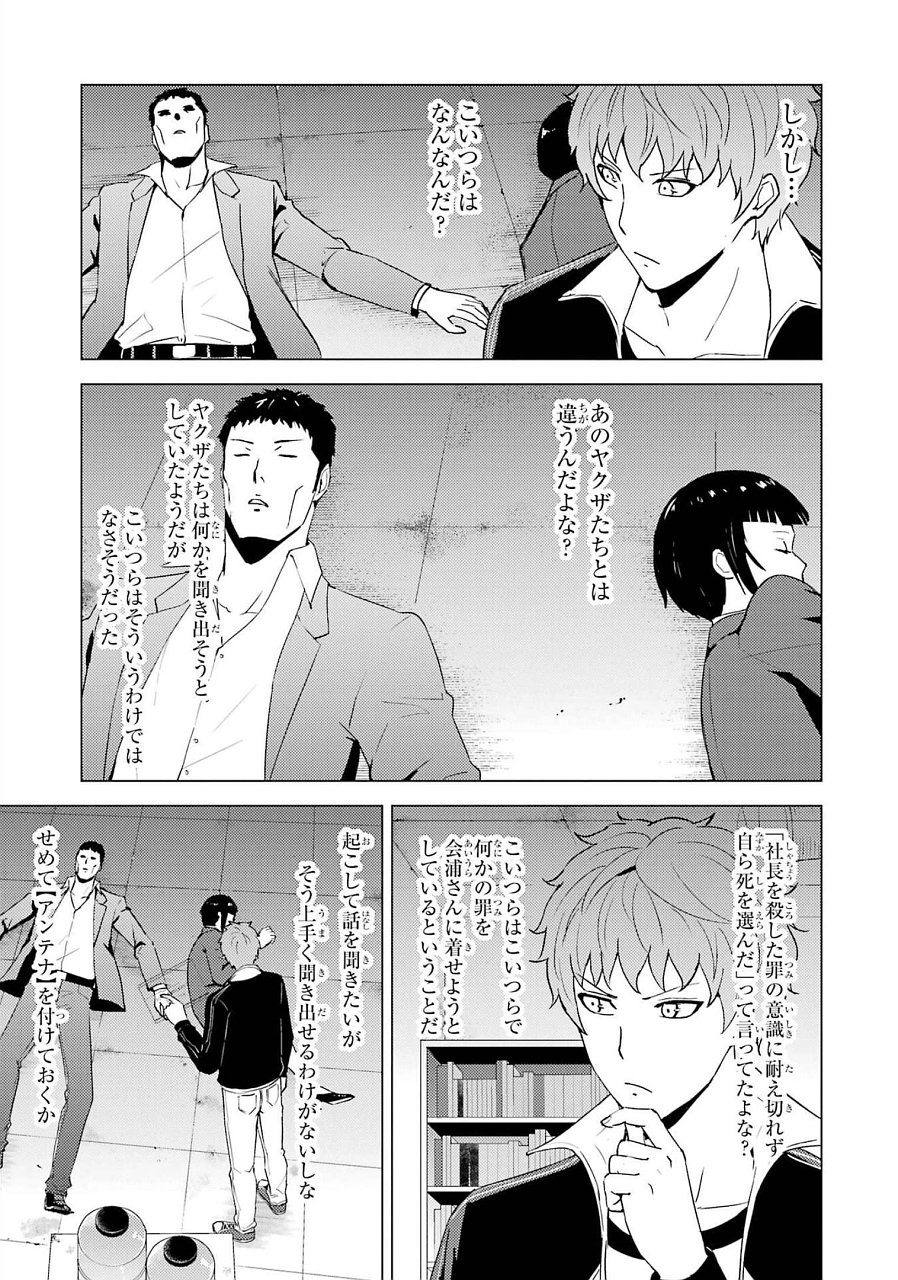 しかし…
こいつらは
なんなんだ?
あのヤクザたちとは
違うんだよな?
ヤクザたちは何かを聞き出そうと
していたようだが
こいつらはそういうわけでは
なさそうだった
「社長を殺した罪の意識に耐え切れず
自ら死を選んだ」って言ってたよな?
こいつらはこいつらで
何かの罪を
会浦さんに着せようと
しているということだ
起こして話を聞きたいが
そう上手く聞き出せるわけがないしな
せめて【アンテナ】を付けておくか